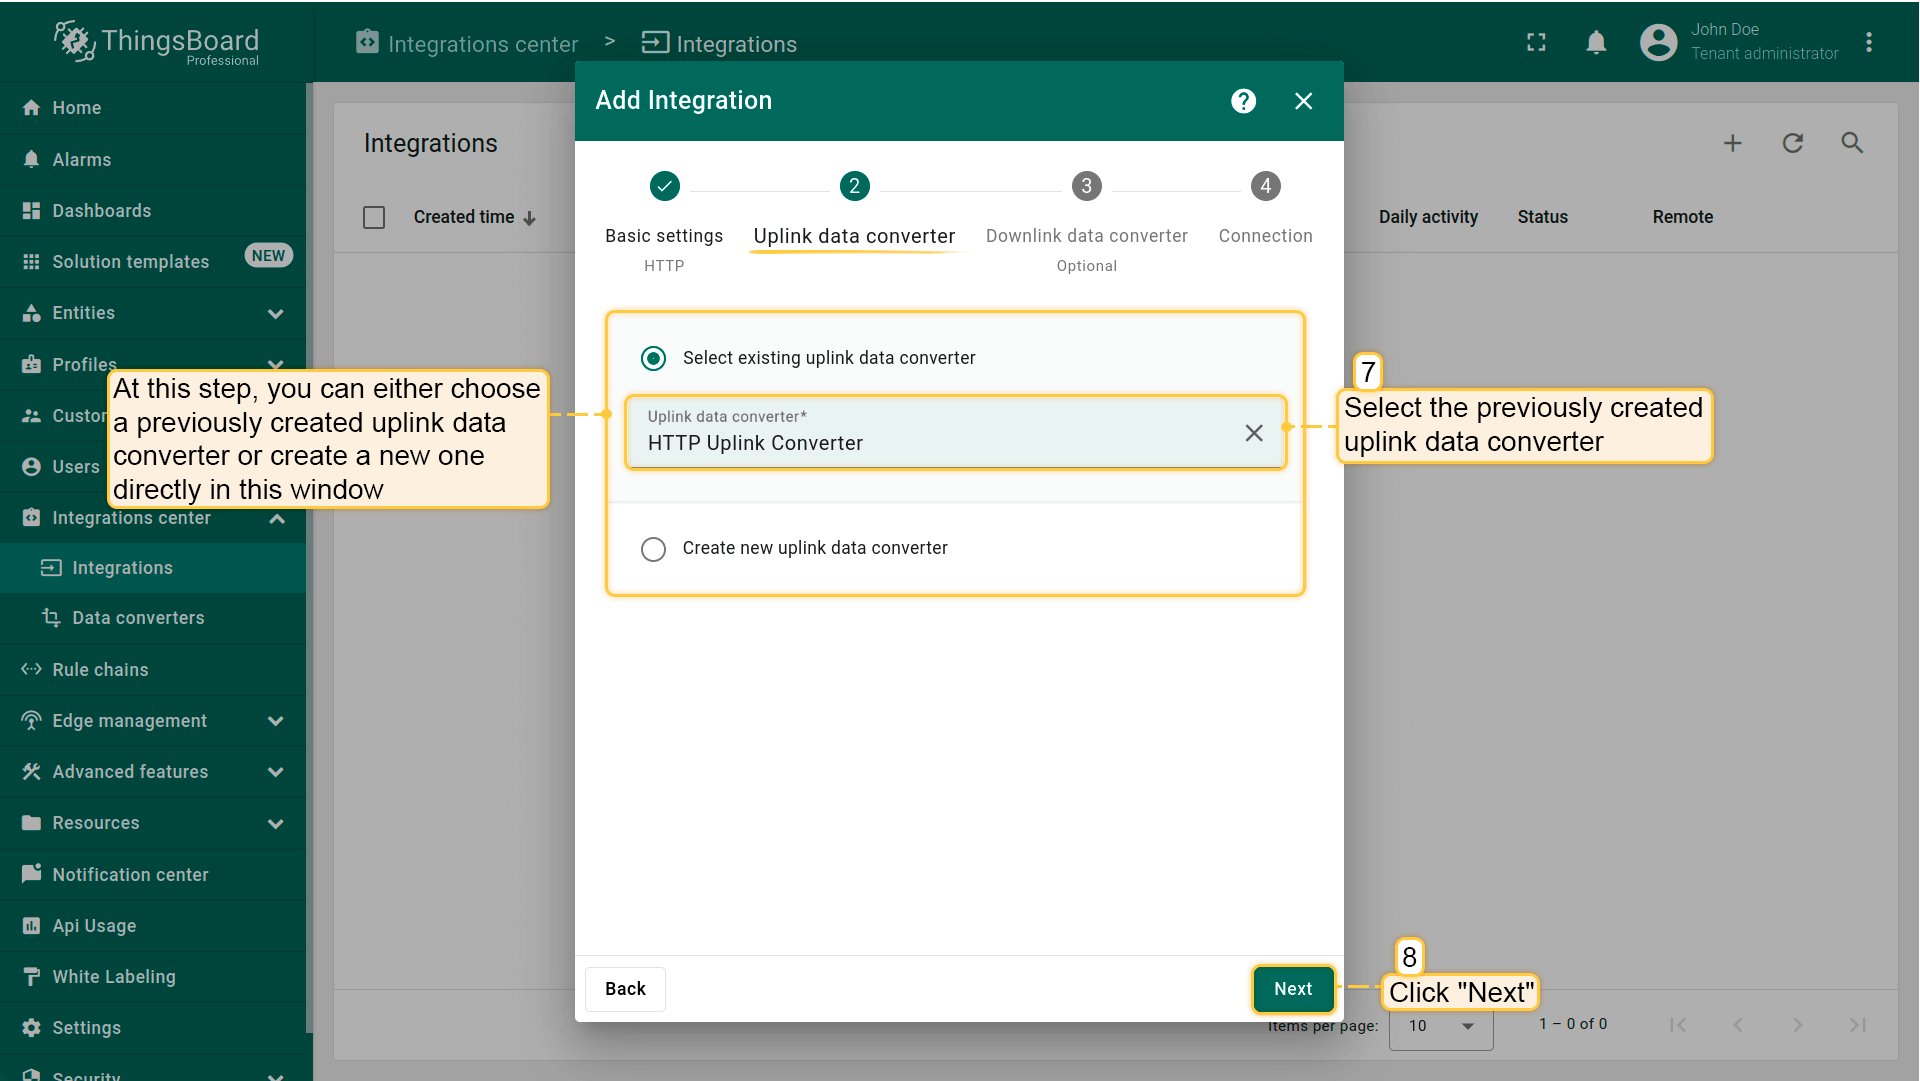 ThingsBoard
Professional
Integrations center > Integrations
John Doe
Tenant administrator
Home
Alarms
Dashboards
Solution templates
NEW
Entities
Profiles
Custo
Users
Integrations center
Integrations
Data converters
Rule chains
Edge management
Advanced features
Resources
Notification center
Api Usage
White Labeling
Settings
Security
Integrations
Created time
Daily activity
Status
Remote
Add Integration
?
2
3
4
Basic settings
HTTP
Uplink data converter
Downlink data converter
Optional
Connection
Select existing uplink data converter
Uplink data converter*
HTTP Uplink Converter
Create new uplink data converter
At this step, you can either choose
a previously created uplink data
converter or create a new one
directly in this window
7
Select the previously created
uplink data converter
Back
Next
8
Click "Next"
Items per page:
10
1 – 0 of 0